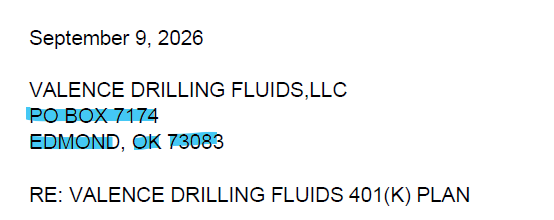 September 9, 2026
VALENCE DRILLING FLUIDS,LLC
PO BOX 7174
EDMOND, OK 73083
RE: VALENCE DRILLING FLUIDS 401(K) PLAN